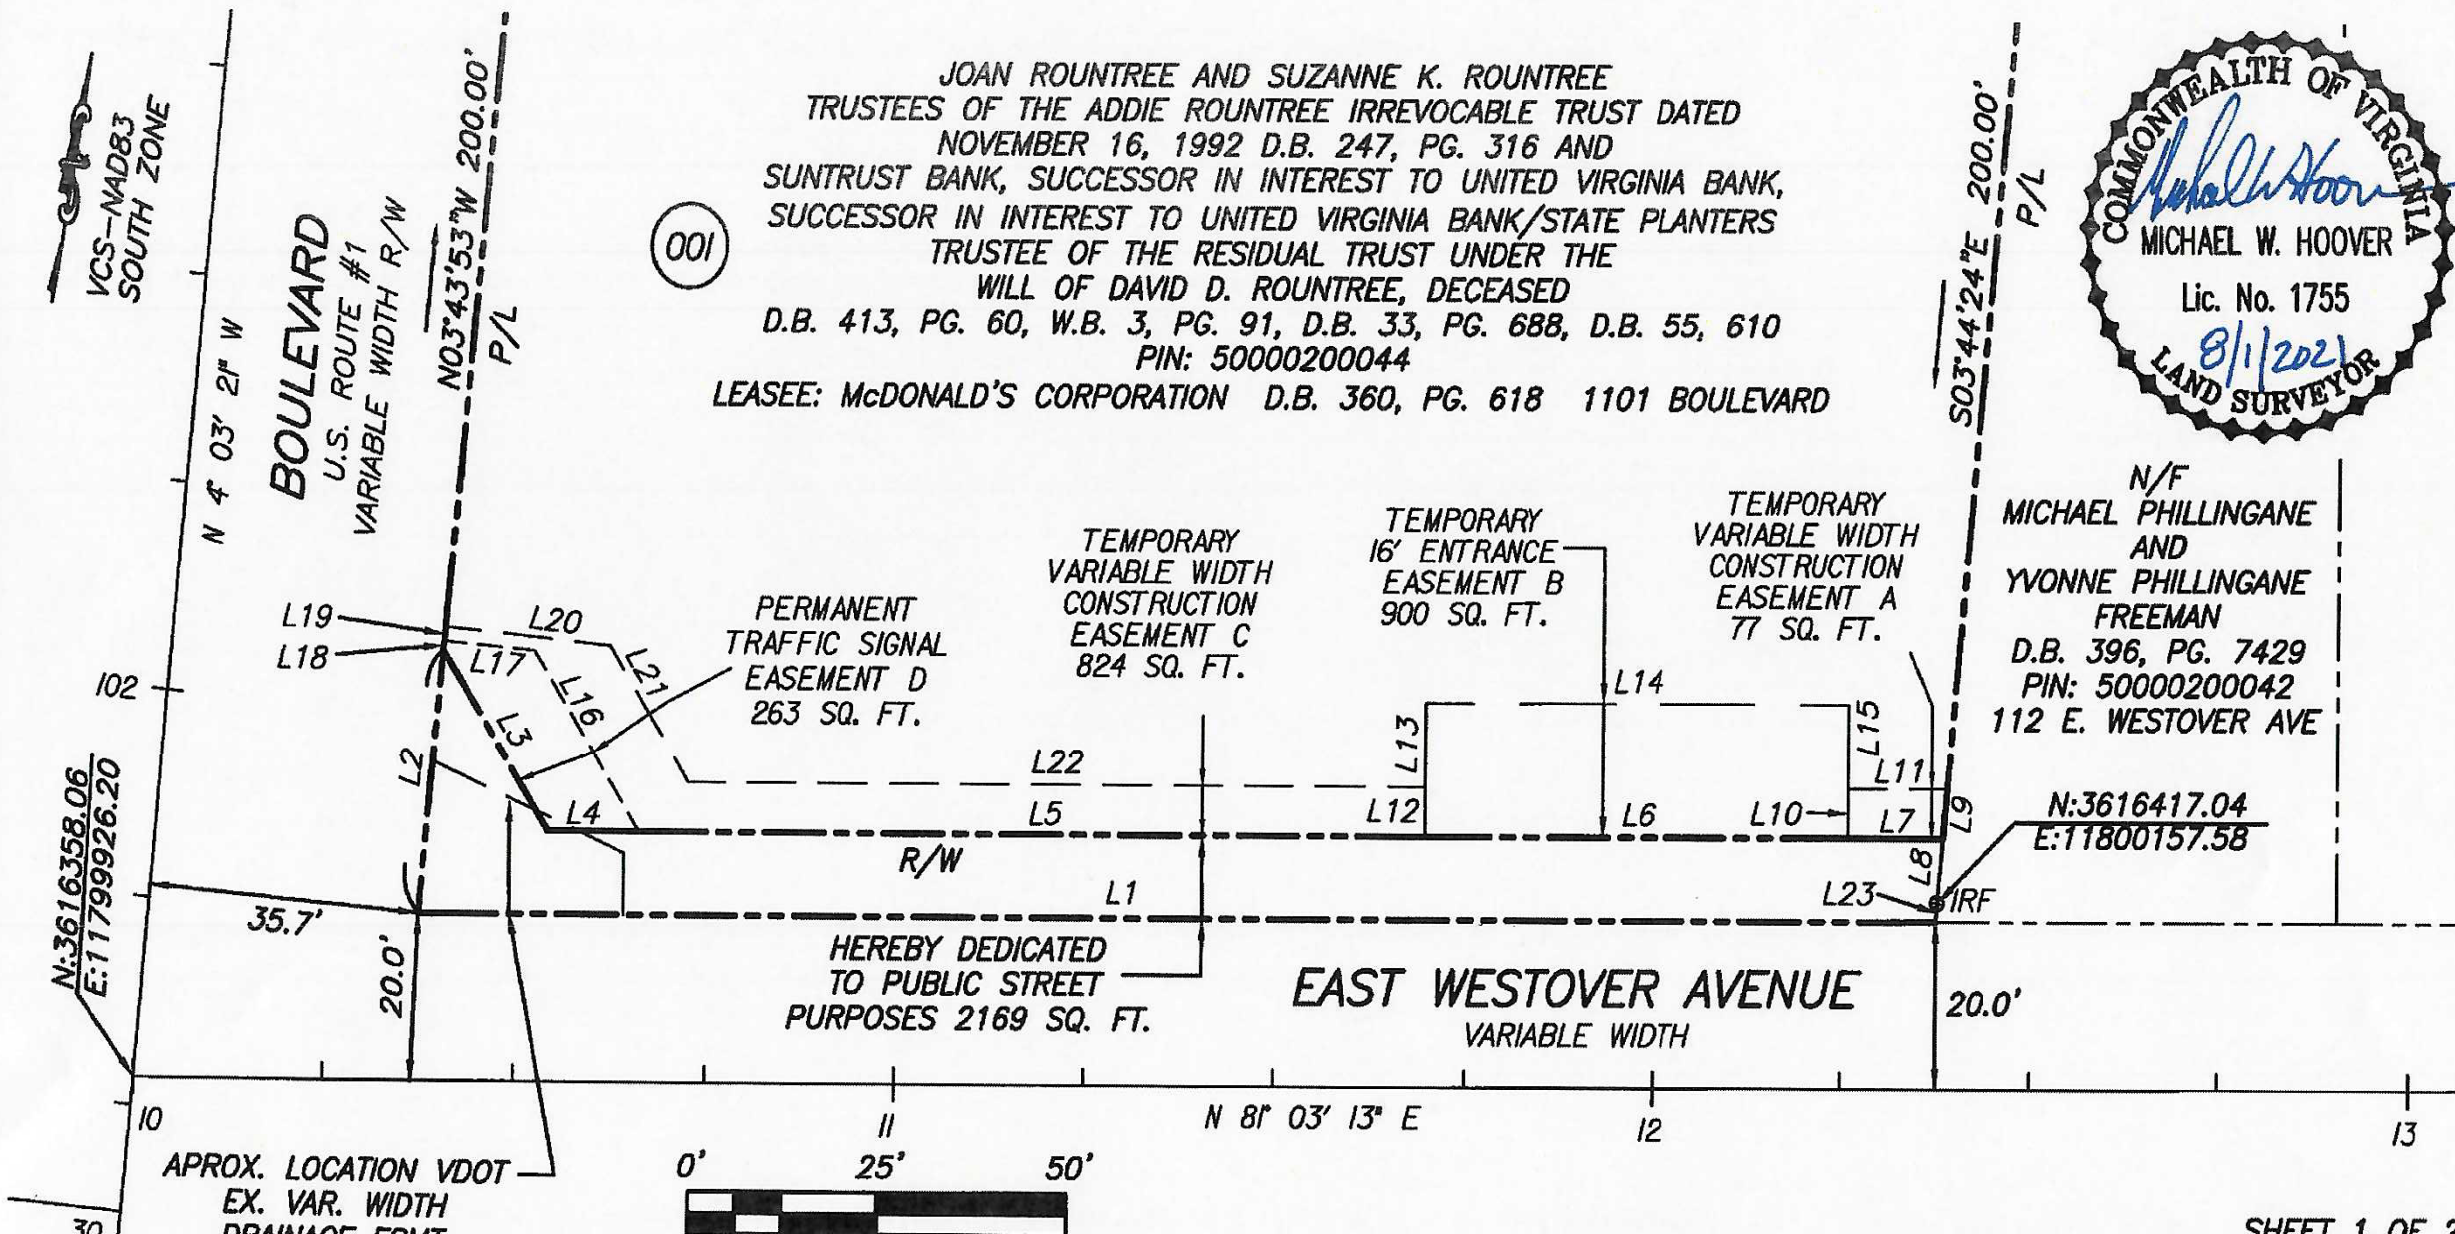 VCS-NAD83
SOUTH ZONE
N 4° 03' 21" W
BOULEVARD
U.S. ROUTE #1
VARIABLE WIDTH R/W
N03°43'53"W 200.00'
P/L
001
JOAN ROUNTREE AND SUZANNE K. ROUNTREE
TRUSTEES OF THE ADDIE ROUNTREE IRREVOCABLE TRUST DATED
NOVEMBER 16, 1992 D.B. 247, PG. 316 AND
SUNTRUST BANK, SUCCESSOR IN INTEREST TO UNITED VIRGINIA BANK,
SUCCESSOR IN INTEREST TO UNITED VIRGINIA BANK/STATE PLANTERS
TRUSTEE OF THE RESIDUAL TRUST UNDER THE
WILL OF DAVID D. ROUNTREE, DECEASED
D.B. 413, PG. 60, W.B. 3, PG. 91, D.B. 33, PG. 688, D.B. 55, 610
PIN: 50000200044
LEASEE: McDONALD'S CORPORATION D.B. 360, PG. 618 1101 BOULEVARD
S03°44'24"E 200.00'
P/L
COMMONWEALTH OF VIRGINIA
Michael W Hoover
MICHAEL W. HOOVER
Lic. No. 1755
8/1/2021
LAND SURVEYOR
N/F
MICHAEL PHILLINGANE
AND
YVONNE PHILLINGANE
FREEMAN
D.B. 396, PG. 7429
PIN: 50000200042
112 E. WESTOVER AVE
TEMPORARY
VARIABLE WIDTH
CONSTRUCTION
EASEMENT A
77 SQ. FT.
TEMPORARY
16' ENTRANCE
EASEMENT B
900 SQ. FT.
TEMPORARY
VARIABLE WIDTH
CONSTRUCTION
EASEMENT C
824 SQ. FT.
PERMANENT
TRAFFIC SIGNAL
EASEMENT D
263 SQ. FT.
L19
L18
L20
L17
L21
L16
L3
L2
L4
L22
L5
L13
L12
L14
L6
L15
L11
L10
L7
L9
L8
L23
IRF
L1
R/W
102
N:3616358.06
E:11799926.20
N:3616417.04
E:11800157.58
35.7'
20.0'
HEREBY DEDICATED
TO PUBLIC STREET
PURPOSES 2169 SQ. FT.
EAST WESTOVER AVENUE
VARIABLE WIDTH
20.0'
10
11
N 81° 03' 13" E
12
13
APROX. LOCATION VDOT
EX. VAR. WIDTH
0'
25'
50'
SHEET 1 OF